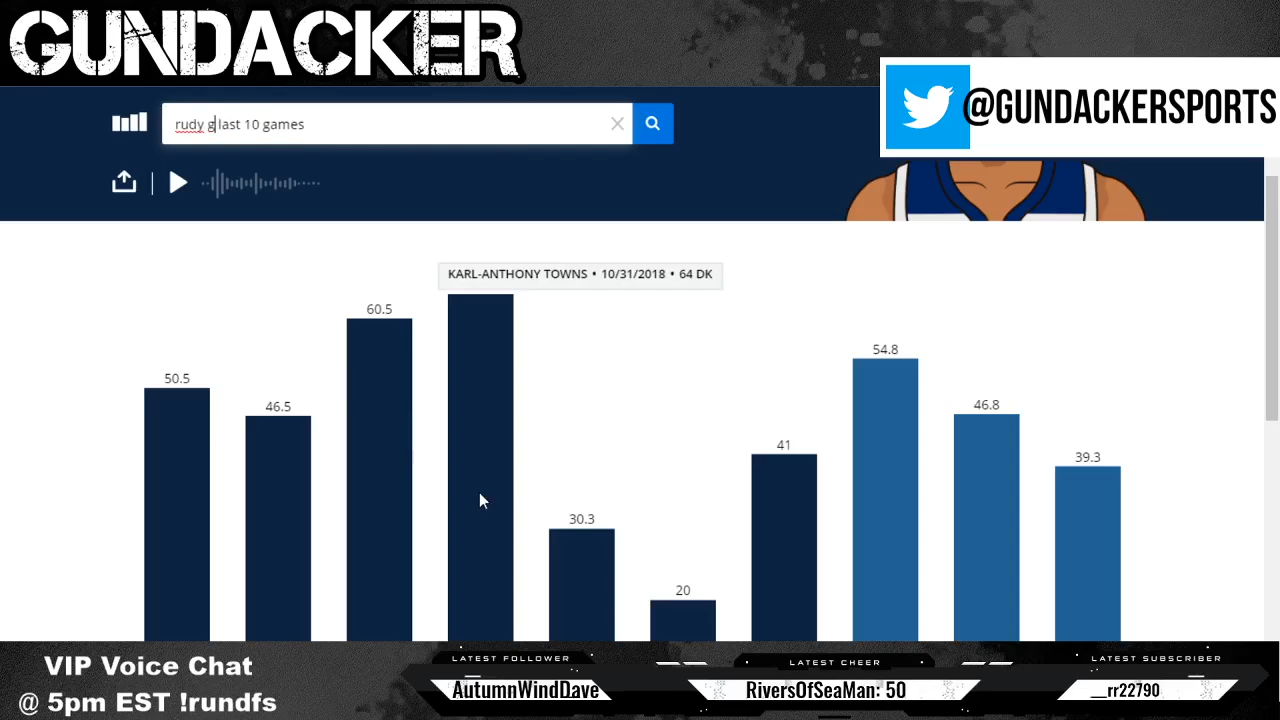 GUNDACKER
@GUNDACKERSPORTS
rudy g last 10 games
KARL-ANTHONY TOWNS • 10/31/2018 • 64 DK
50.5
46.5
60.5
30.3
20
41
54.8
46.8
39.3
VIP Voice Chat
@ 5pm EST !rundfs
LATEST FOLLOWER
AutumnWindDave
LATEST CHEER
RiversOfSeaMan: 50
LATEST SUBSCRIBER
__rr22790